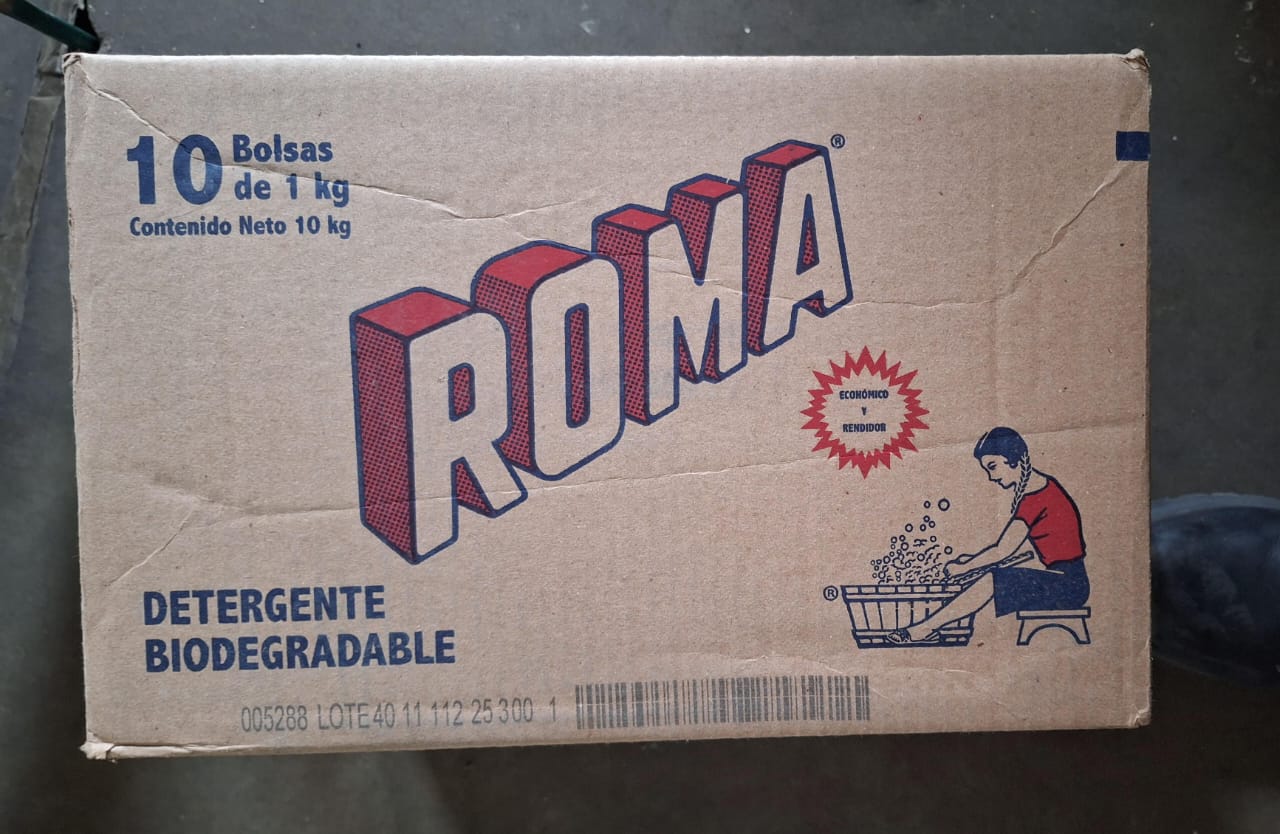 10 Bolsas
de 1 kg
Contenido Neto 10 kg
ROMA®
ECONÓMICO
Y
RENDIDOR
®
DETERGENTE
BIODEGRADABLE
005288 LOTE 40 11 112 25 300 1